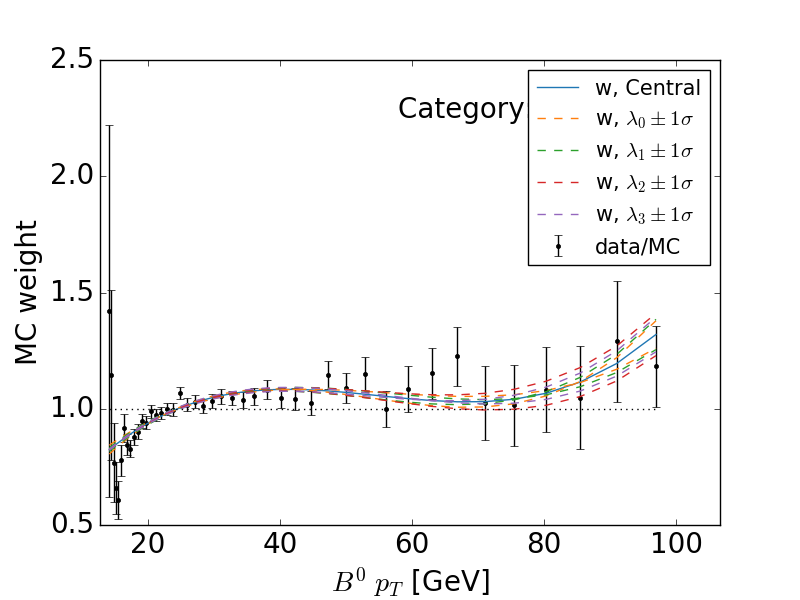 2.5
2.0
1.5
1.0
0.5
MC weight
Category
w, Central
w, λ₀ ± 1σ
w, λ₁ ± 1σ
w, λ₂ ± 1σ
w, λ₃ ± 1σ
data/MC
20 40 60 80 100
B⁰ p_T [GeV]